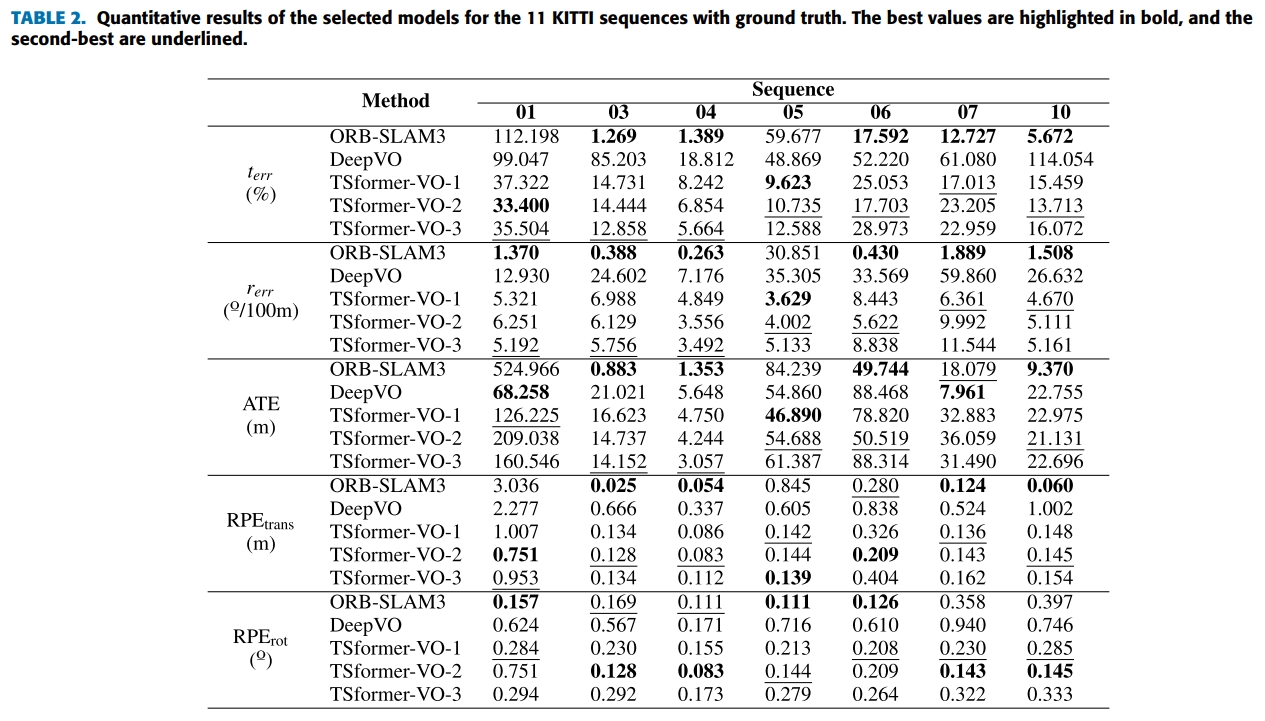 TABLE 2. Quantitative results of the selected models for the 11 KITTI sequences with ground truth. The best values are highlighted in bold, and the
second-best are underlined.
Method Sequence
01 03 04 05 06 07 10
t_err (%)
ORB-SLAM3 112.198 1.269 1.389 59.677 17.592 12.727 5.672
DeepVO 99.047 85.203 18.812 48.869 52.220 61.080 114.054
TSformer-VO-1 37.322 14.731 8.242 9.623 25.053 17.013 15.459
TSformer-VO-2 33.400 14.444 6.854 10.735 17.703 23.205 13.713
TSformer-VO-3 35.504 12.858 5.664 12.588 28.973 22.959 16.072
r_err (º/100m)
ORB-SLAM3 1.370 0.388 0.263 30.851 0.430 1.889 1.508
DeepVO 12.930 24.602 7.176 35.305 33.569 59.860 26.632
TSformer-VO-1 5.321 6.988 4.849 3.629 8.443 6.361 4.670
TSformer-VO-2 6.251 6.129 3.556 4.002 5.622 9.992 5.111
TSformer-VO-3 5.192 5.756 3.492 5.133 8.838 11.544 5.161
ATE (m)
ORB-SLAM3 524.966 0.883 1.353 84.239 49.744 18.079 9.370
DeepVO 68.258 21.021 5.648 54.860 88.468 7.961 22.755
TSformer-VO-1 126.225 16.623 4.750 46.890 78.820 32.883 22.975
TSformer-VO-2 209.038 14.737 4.244 54.688 50.519 36.059 21.131
TSformer-VO-3 160.546 14.152 3.057 61.387 88.314 31.490 22.696
RPE_trans (m)
ORB-SLAM3 3.036 0.025 0.054 0.845 0.280 0.124 0.060
DeepVO 2.277 0.666 0.337 0.605 0.838 0.524 1.002
TSformer-VO-1 1.007 0.134 0.086 0.142 0.326 0.136 0.148
TSformer-VO-2 0.751 0.128 0.083 0.144 0.209 0.143 0.145
TSformer-VO-3 0.953 0.134 0.112 0.139 0.404 0.162 0.154
RPE_rot (º)
ORB-SLAM3 0.157 0.169 0.111 0.111 0.126 0.358 0.397
DeepVO 0.624 0.567 0.171 0.716 0.610 0.940 0.746
TSformer-VO-1 0.284 0.230 0.155 0.213 0.208 0.230 0.285
TSformer-VO-2 0.751 0.128 0.083 0.144 0.209 0.143 0.145
TSformer-VO-3 0.294 0.292 0.173 0.279 0.264 0.322 0.333